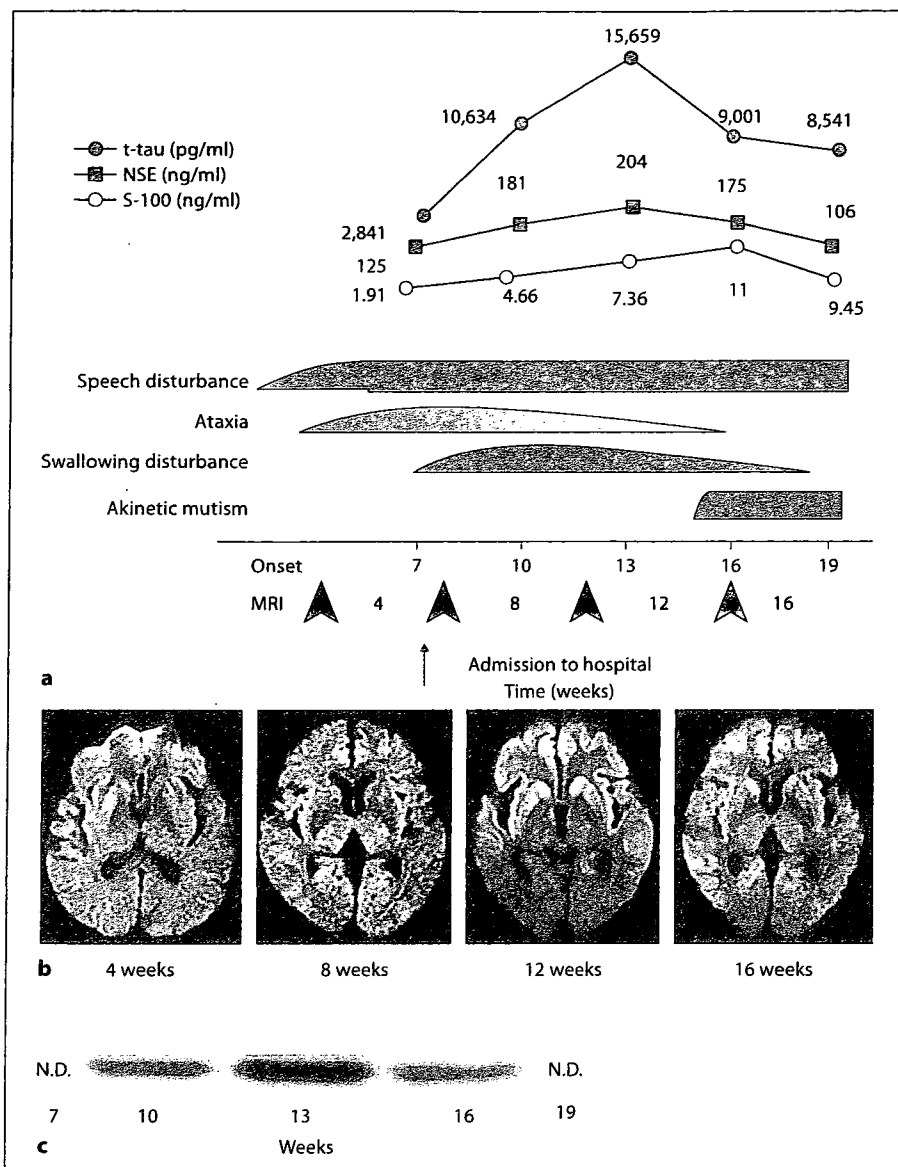 15,659
10,634
9,001
8,541
t-tau (pg/ml)
NSE (ng/ml)
S-100 (ng/ml)
181
204
175
106
2,841
125
1.91
4.66
7.36
11
9.45
Speech disturbance
Ataxia
Swallowing disturbance
Akinetic mutism
Onset 7 10 13 16 19
MRI 4 8 12 16
Admission to hospital
Time (weeks)
a
b
4 weeks 8 weeks 12 weeks 16 weeks
N.D. N.D.
7 10 13 16 19
c Weeks